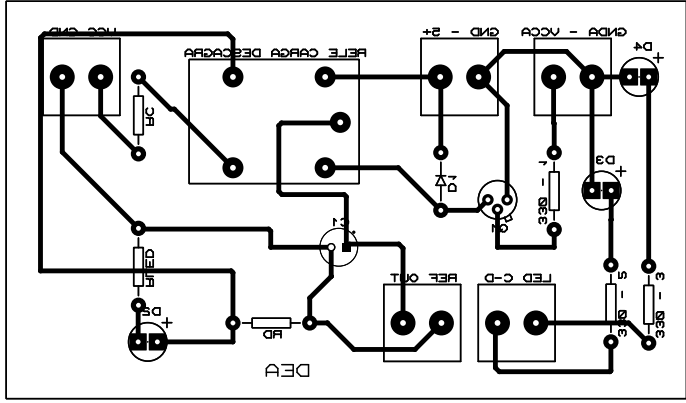 VCC GND
RELE CARGA DESCAGRA
GND - 5+
GNDA - VCCA
D4
+
RC
D1
330 - 1
D3
+
C1
RLED
REF OUT
LED C-D
330 - 2
330 - 3
D2
+
RD
DEA